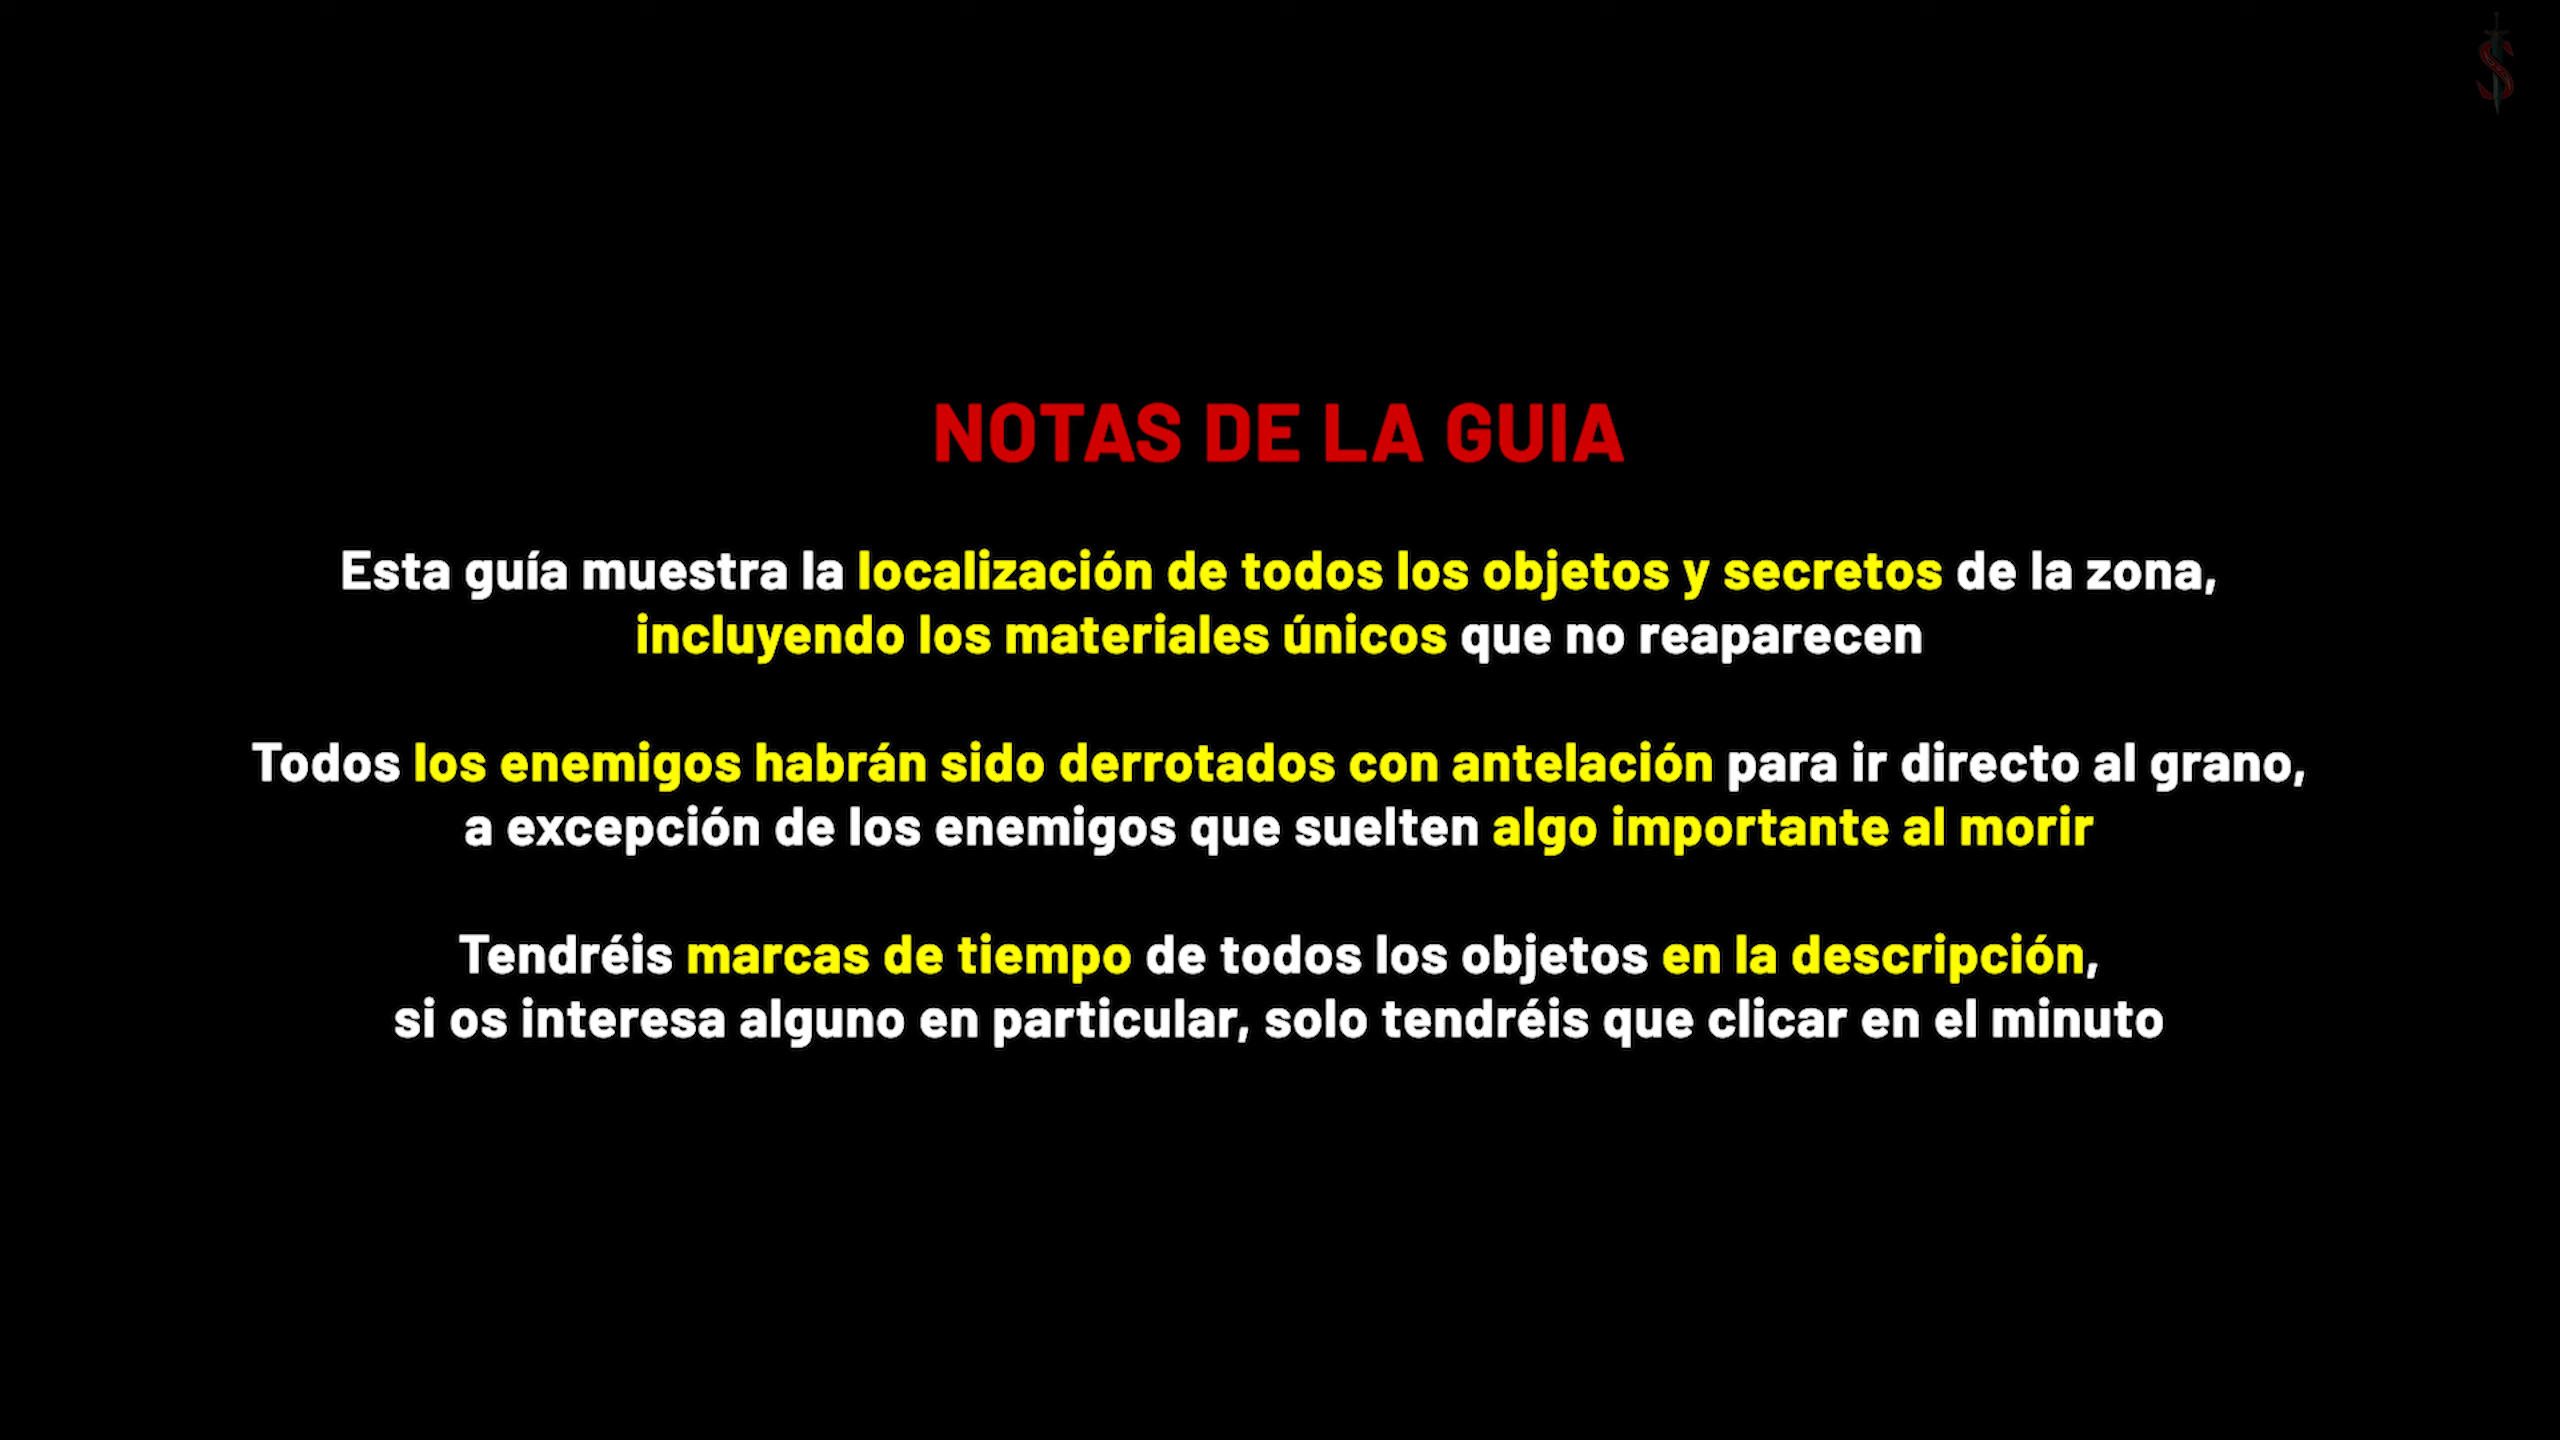 NOTAS DE LA GUIA
Esta guía muestra la localización de todos los objetos y secretos de la zona,
incluyendo los materiales únicos que no reaparecen
Todos los enemigos habrán sido derrotados con antelación para ir directo al grano,
a excepción de los enemigos que suelten algo importante al morir
Tendréis marcas de tiempo de todos los objetos en la descripción,
si os interesa alguno en particular, solo tendréis que clicar en el minuto